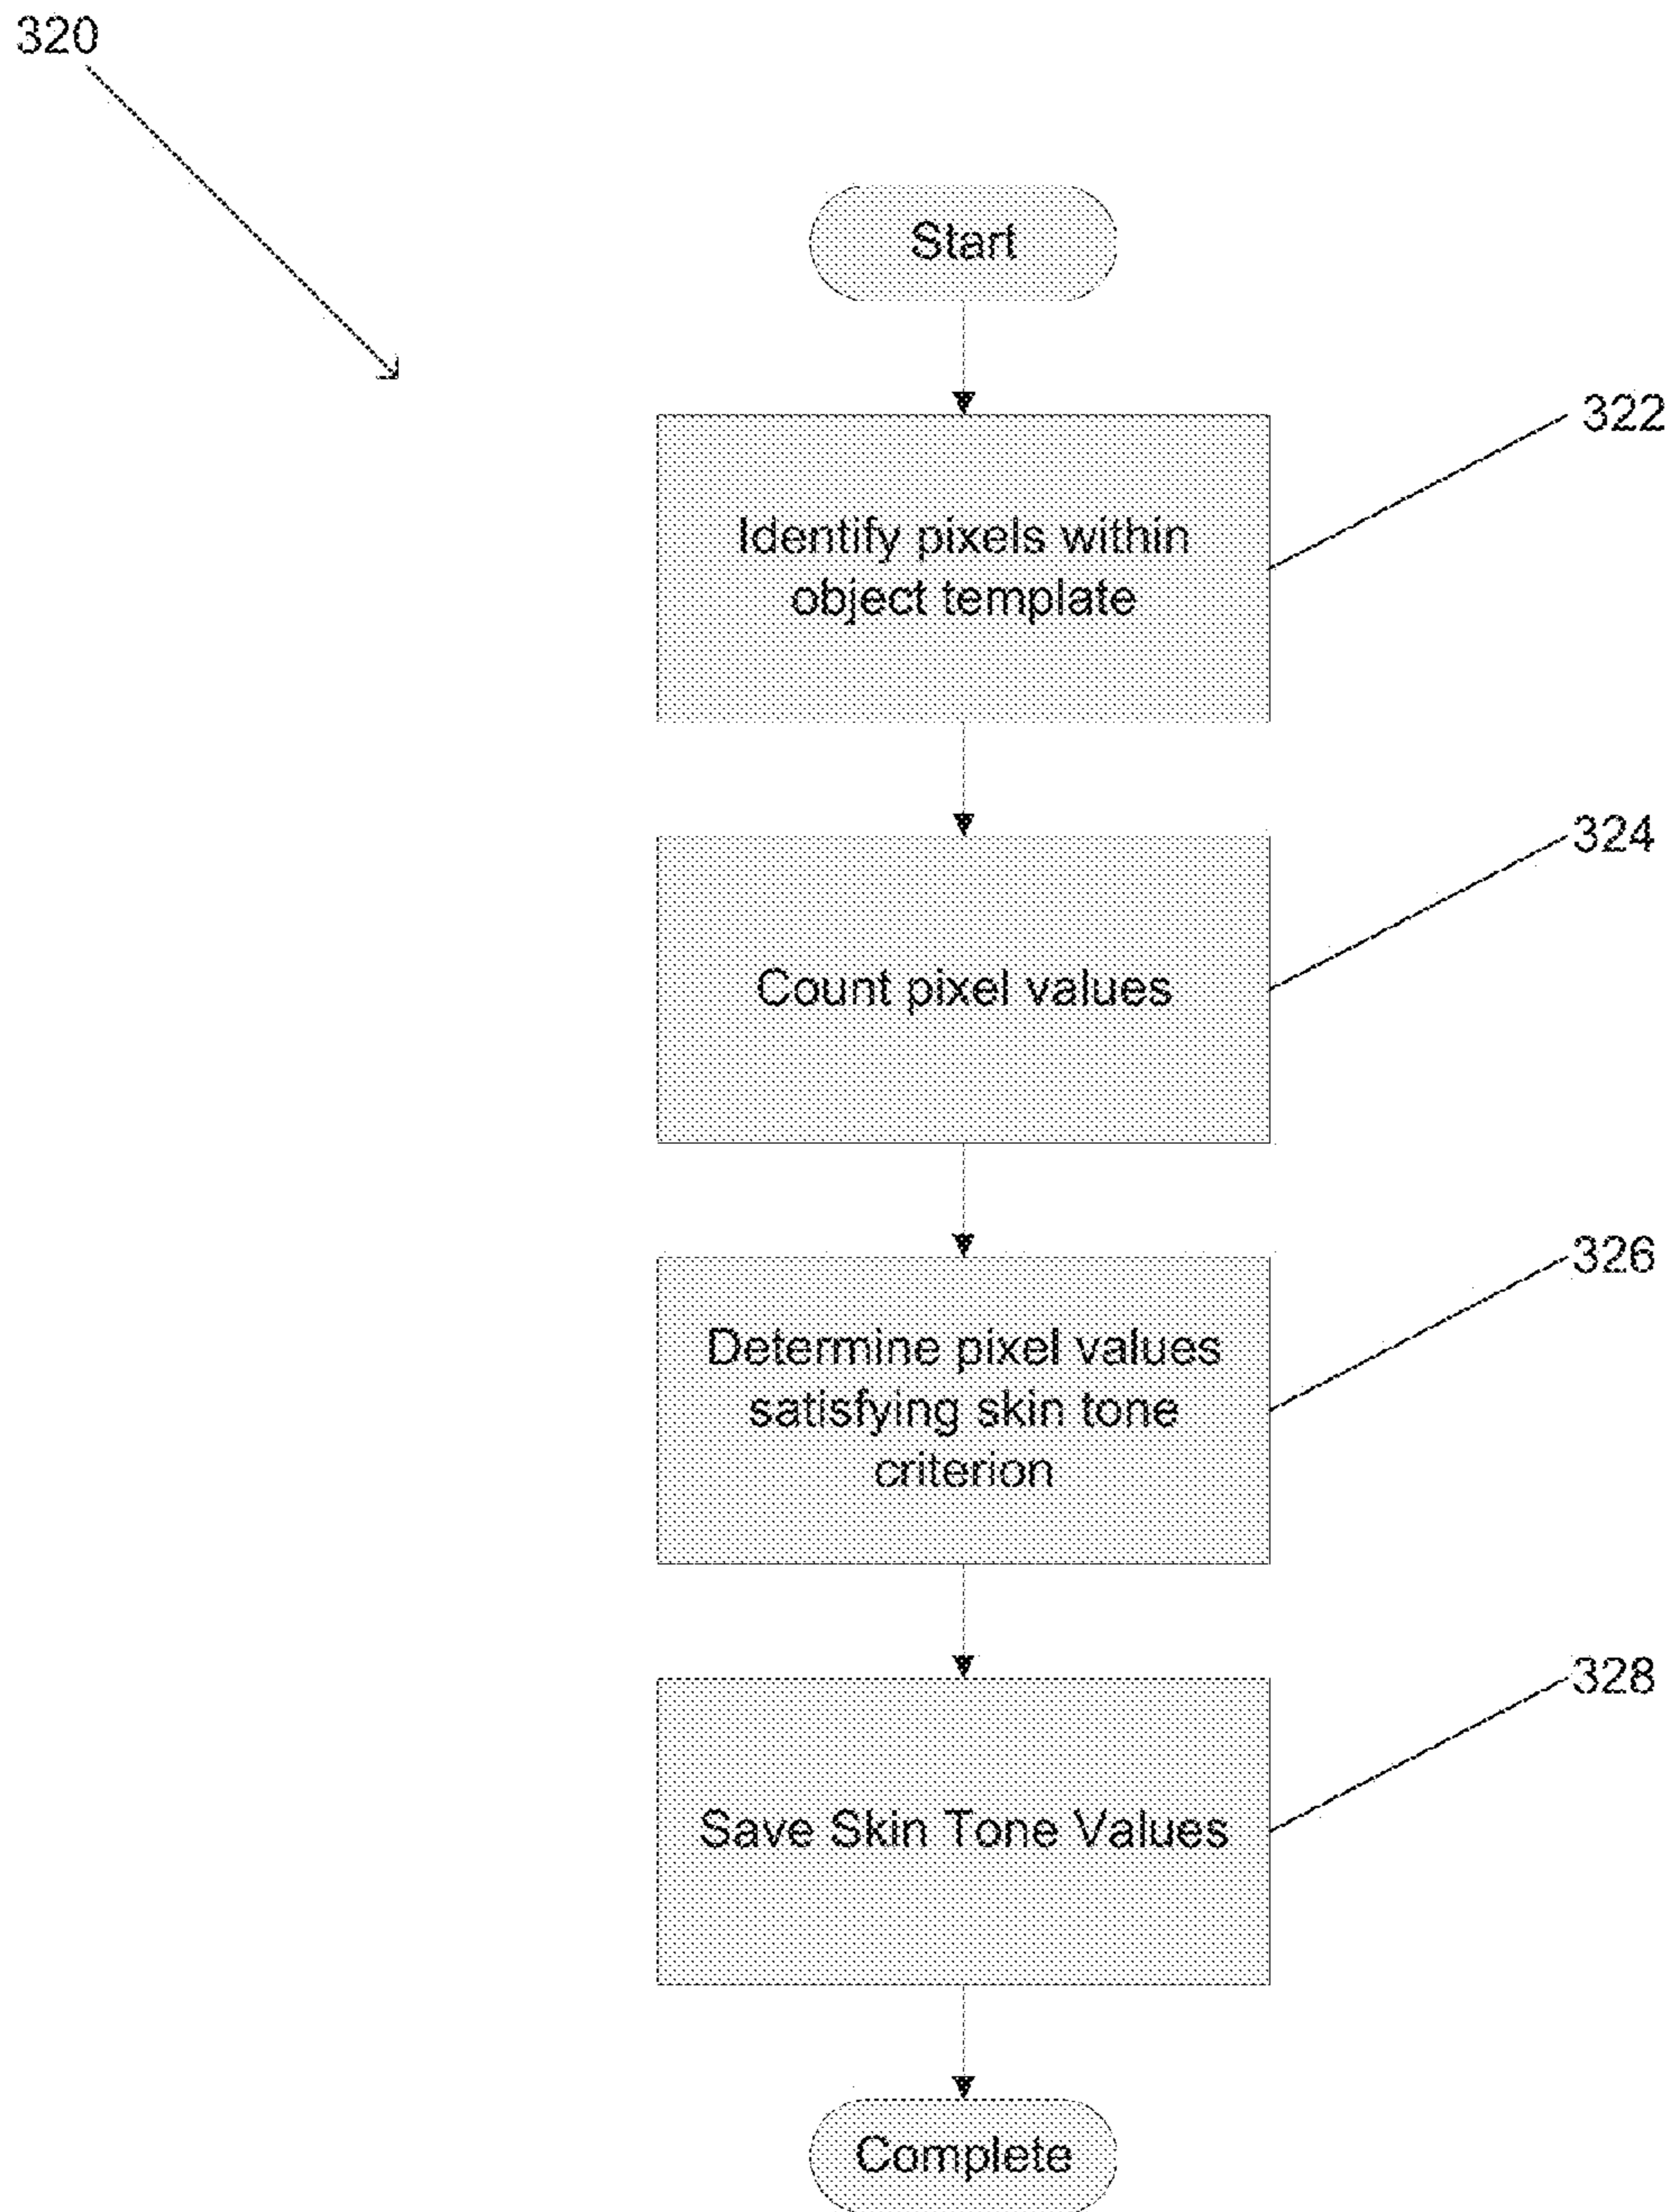 320
Start
322
Identify pixels within
object template
324
Count pixel values
326
Determine pixel values
satisfying skin tone
criterion
328
Save Skin Tone Values
Complete